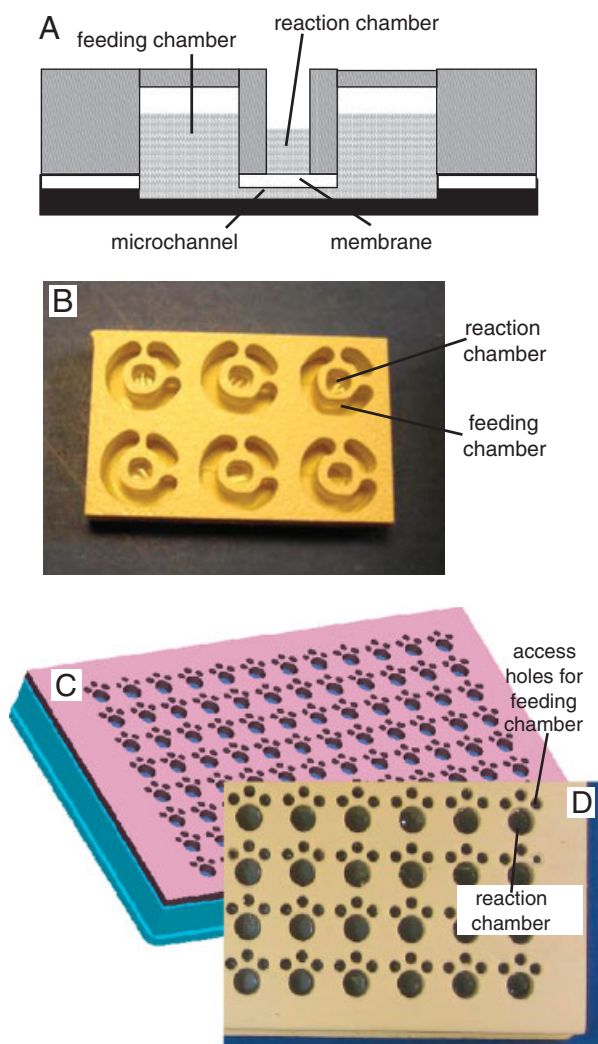 A
feeding chamber
reaction chamber
microchannel
membrane
B
reaction
chamber
feeding
chamber
C
access
holes for
feeding
chamber
D
reaction
chamber